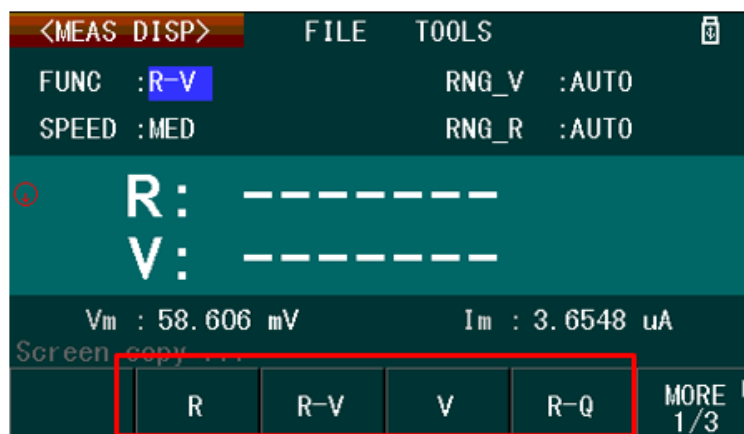 <MEAS DISP> FILE TOOLS
FUNC :R-V RNG_V :AUTO
SPEED :MED RNG_R :AUTO
R: -------
V: -------
Vm : 58.606 mV Im : 3.6548 uA
Screen copy ...
R R-V V R-Q MORE
1/3